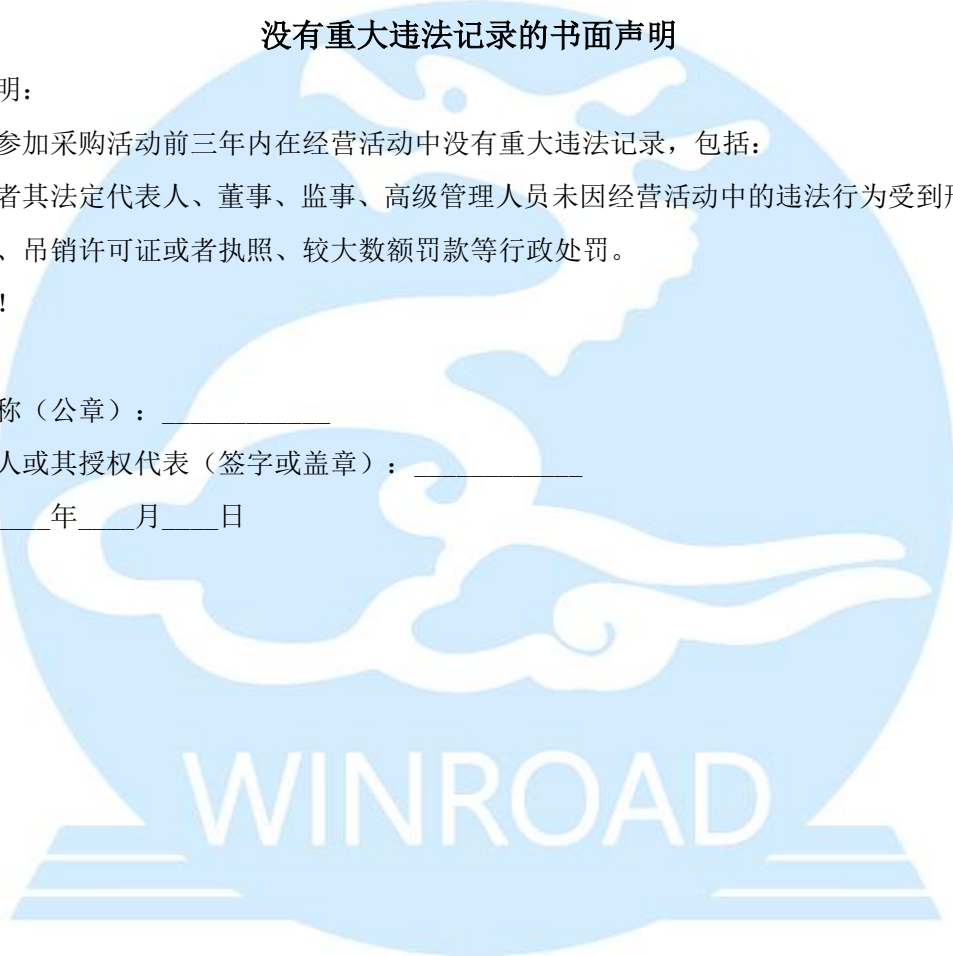 没有重大违法记录的书面声明
明：
参加采购活动前三年内在经营活动中没有重大违法记录，包括：
者其法定代表人、董事、监事、高级管理人员未因经营活动中的违法行为受到
、吊销许可证或者执照、较大数额罚款等行政处罚。
！
称（公章）：____________
人或其授权代表（签字或盖章）： ____________
____年____月____日
WINROAD